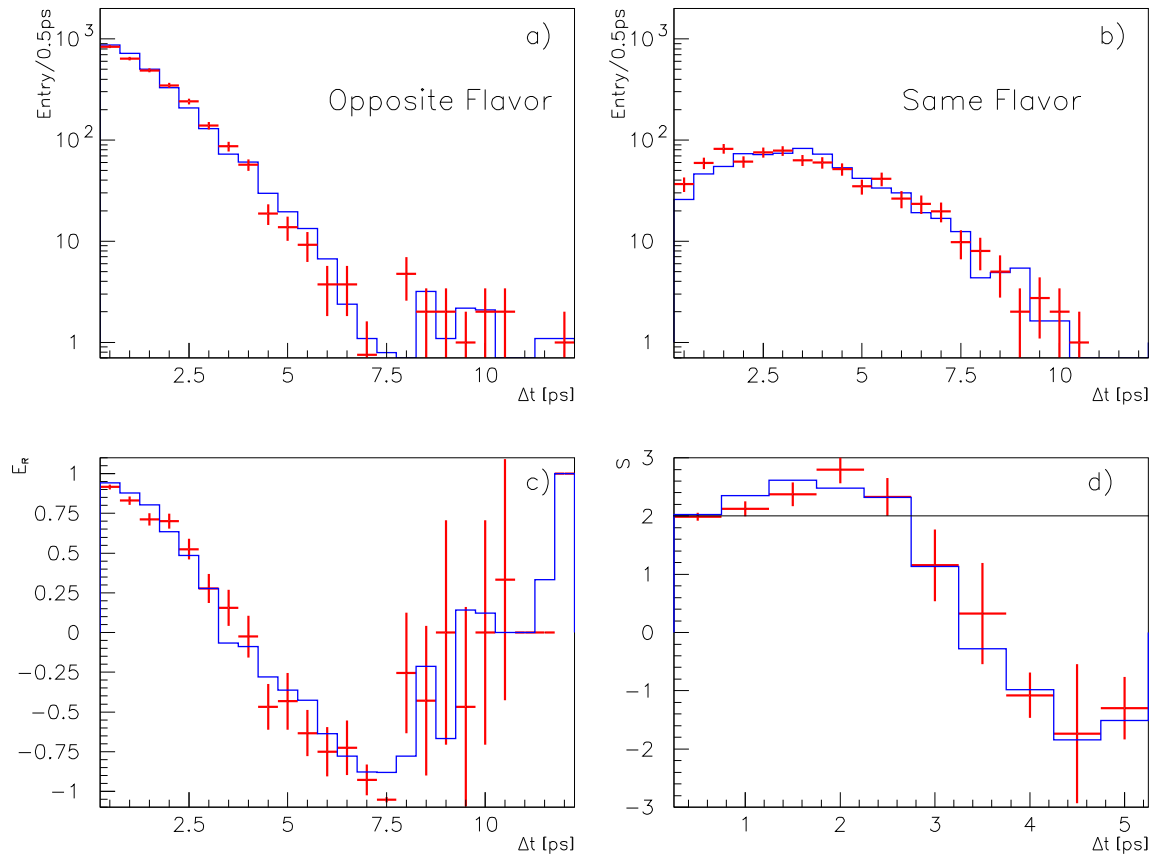 Entry/0.5ps
10³
10²
10
1
a)
Opposite Flavor
2.5 5 7.5 10
Δt [ps]
Entry/0.5ps
10³
10²
10
1
b)
Same Flavor
2.5 5 7.5 10
Δt [ps]
E_R
1
0.75
0.5
0.25
0
−0.25
−0.5
−0.75
−1
c)
2.5 5 7.5 10
Δt [ps]
S
3
2
1
0
−1
−2
−3
d)
1 2 3 4 5
Δt [ps]